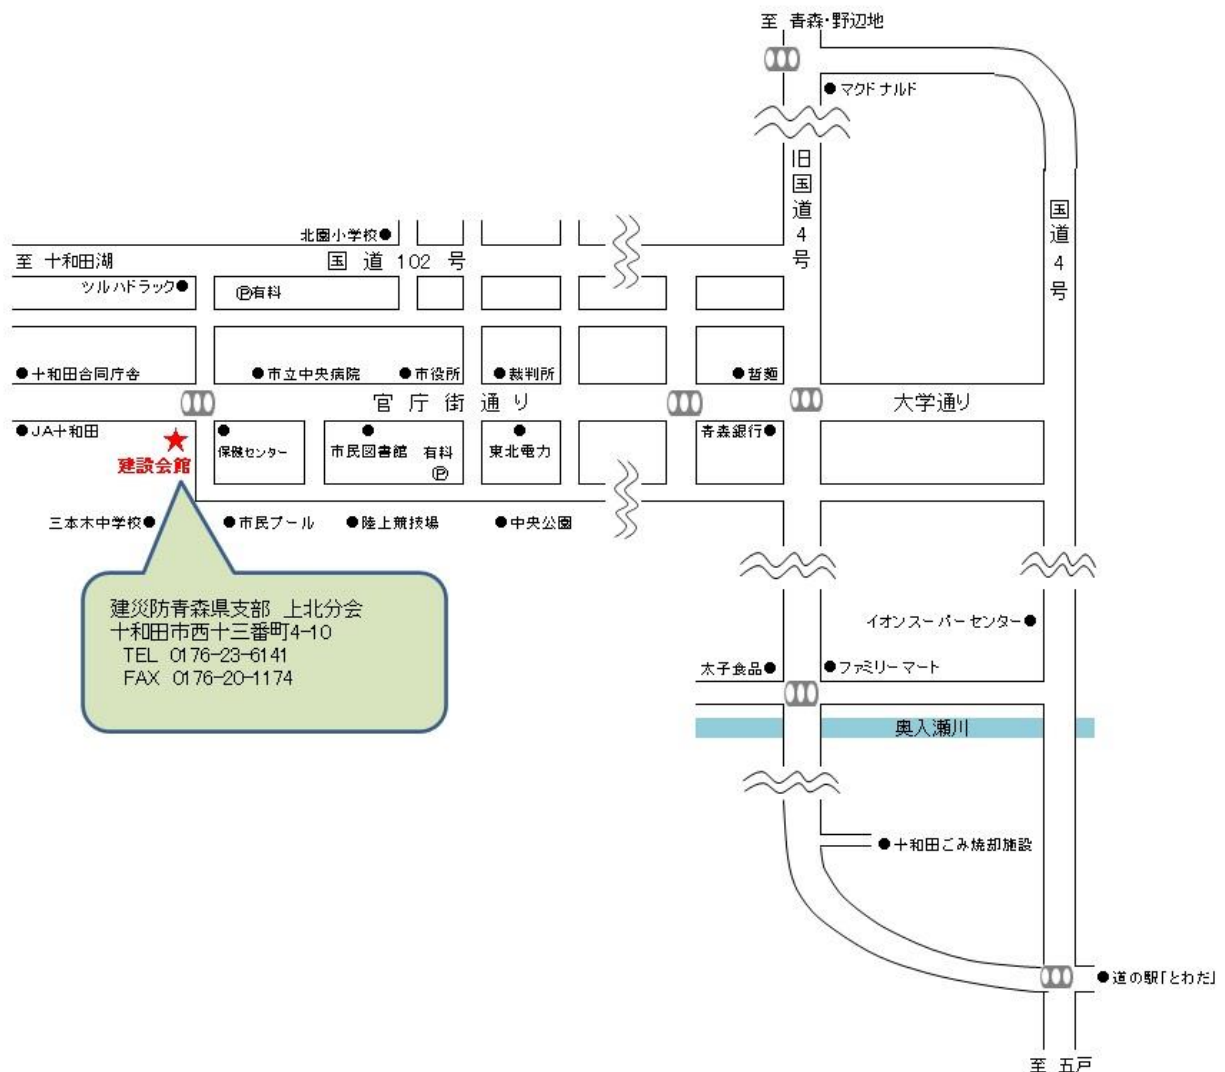 至 青森・野辺地
●マクドナルド
旧国道4号
国道4号
北園小学校●
至 十和田湖
国道102号
ツルハドラック●
Ⓟ有料
●十和田合同庁舎
●市立中央病院
●市役所
●裁判所
●哲麺
官庁街通り
大学通り
●JA十和田
★
建設会館
●
保健センター
●
市民図書館
有料
Ⓟ
●
東北電力
青森銀行●
三本木中学校●
●市民プール
●陸上競技場
●中央公園
建災防青森県支部 上北分会
十和田市西十三番町4-10
TEL 0176-23-6141
FAX 0176-20-1174
イオンスーパーセンター●
太子食品●
●ファミリーマート
奥入瀬川
●十和田ごみ焼却施設
●道の駅「とわだ」
至 五戸